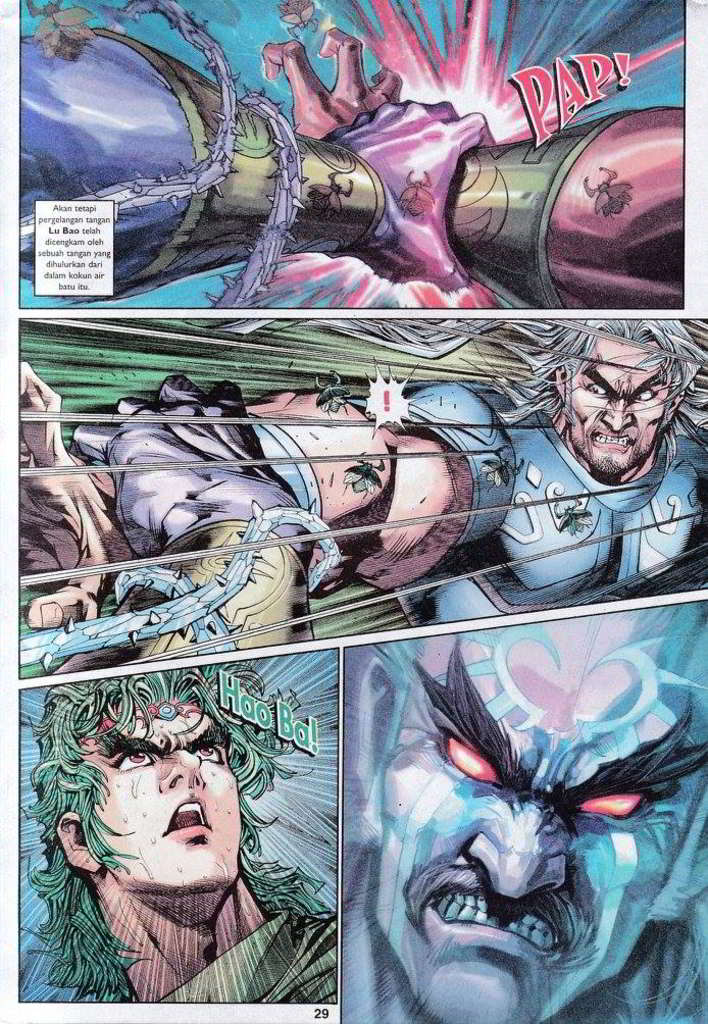 PAP!
Akan tetapi
pergelangan tangan
Lu Bao telah
dicengkam oleh
sebuah tangan yang
dihulurkan dari
dalam kokun air
batu itu.
!
Hao Ba!
29